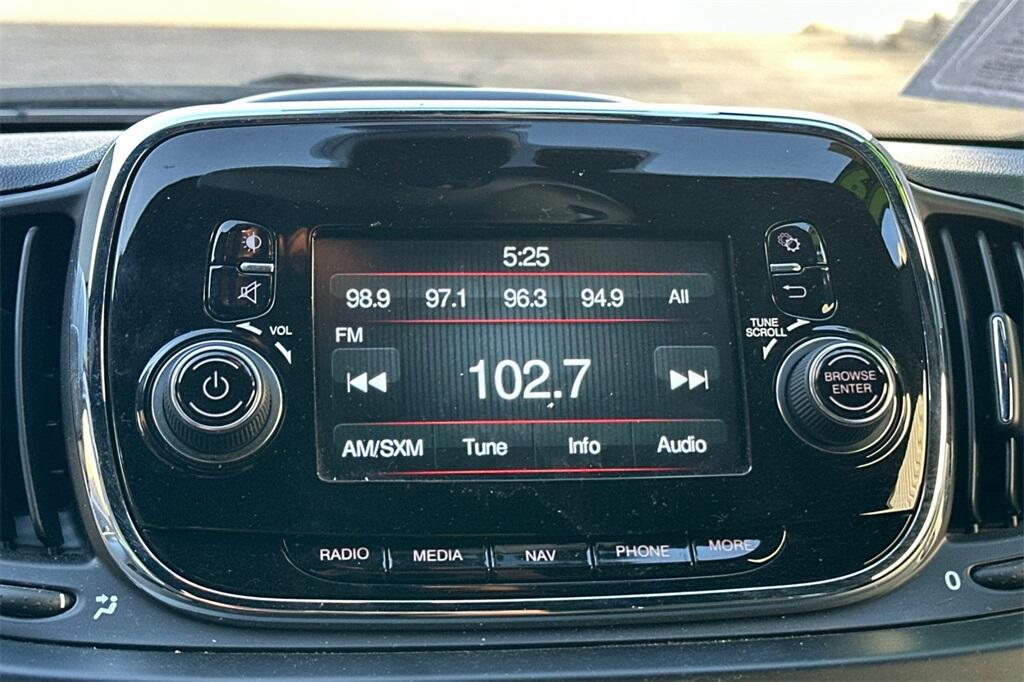 5:25
98.9 97.1 96.3 94.9 All
FM
VOL
TUNE
SCROLL
102.7
BROWSE
ENTER
AM/SXM Tune Info Audio
RADIO MEDIA NAV PHONE MORE
0